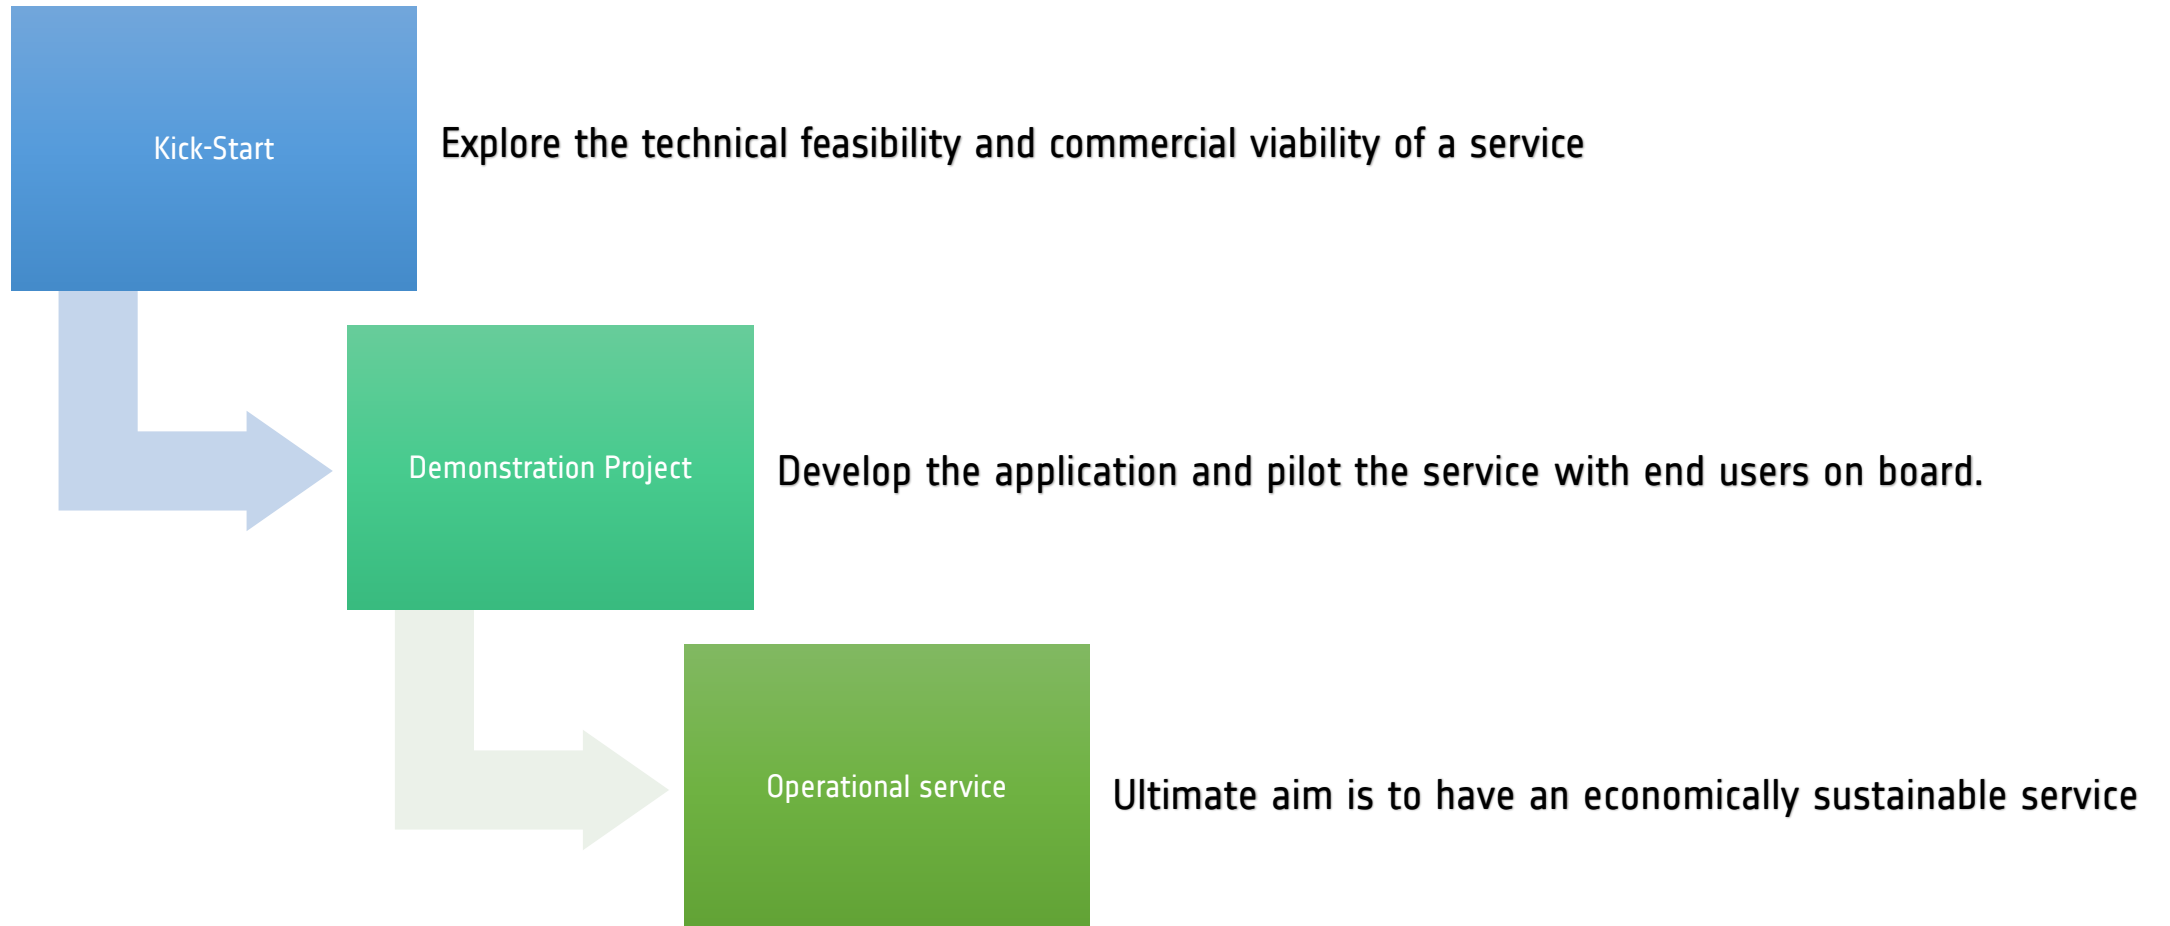 Kick-Start
Explore the technical feasibility and commercial viability of a service
Demonstration Project
Develop the application and pilot the service with end users on board.
Operational service
Ultimate aim is to have an economically sustainable service